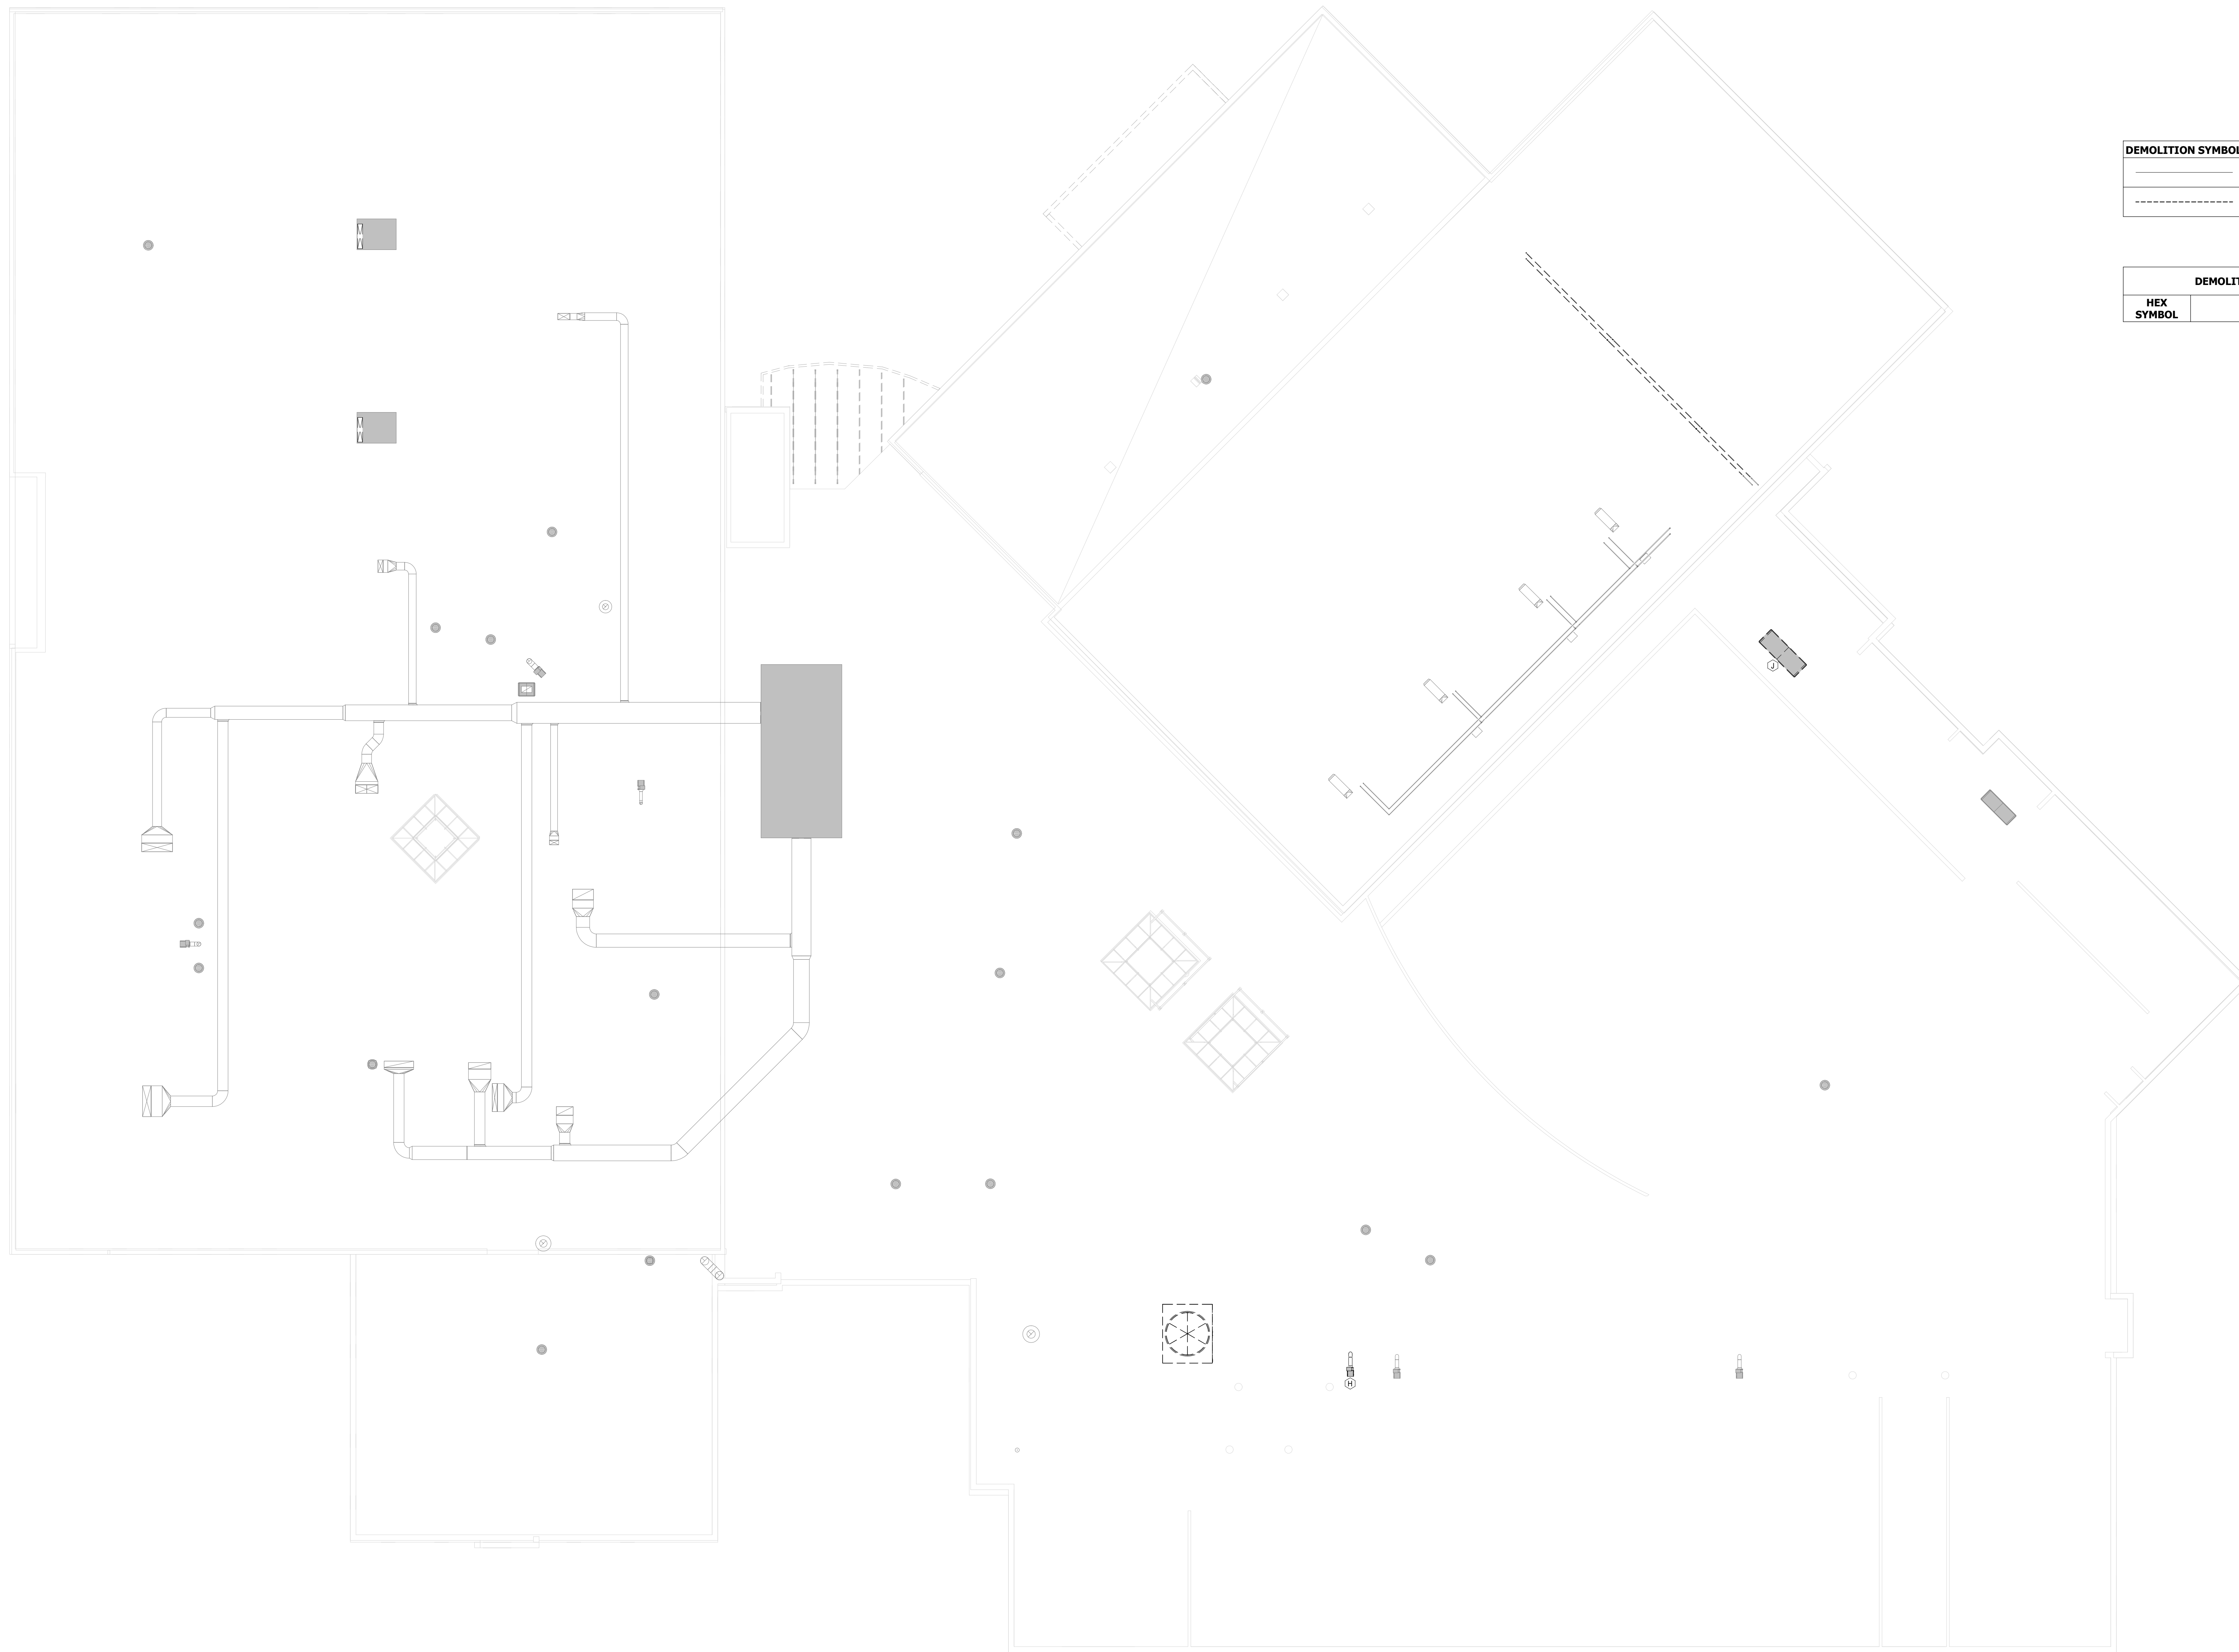 DEMOLITION SYMBOL
DEMOLIT
HEX
SYMBOL
J
H